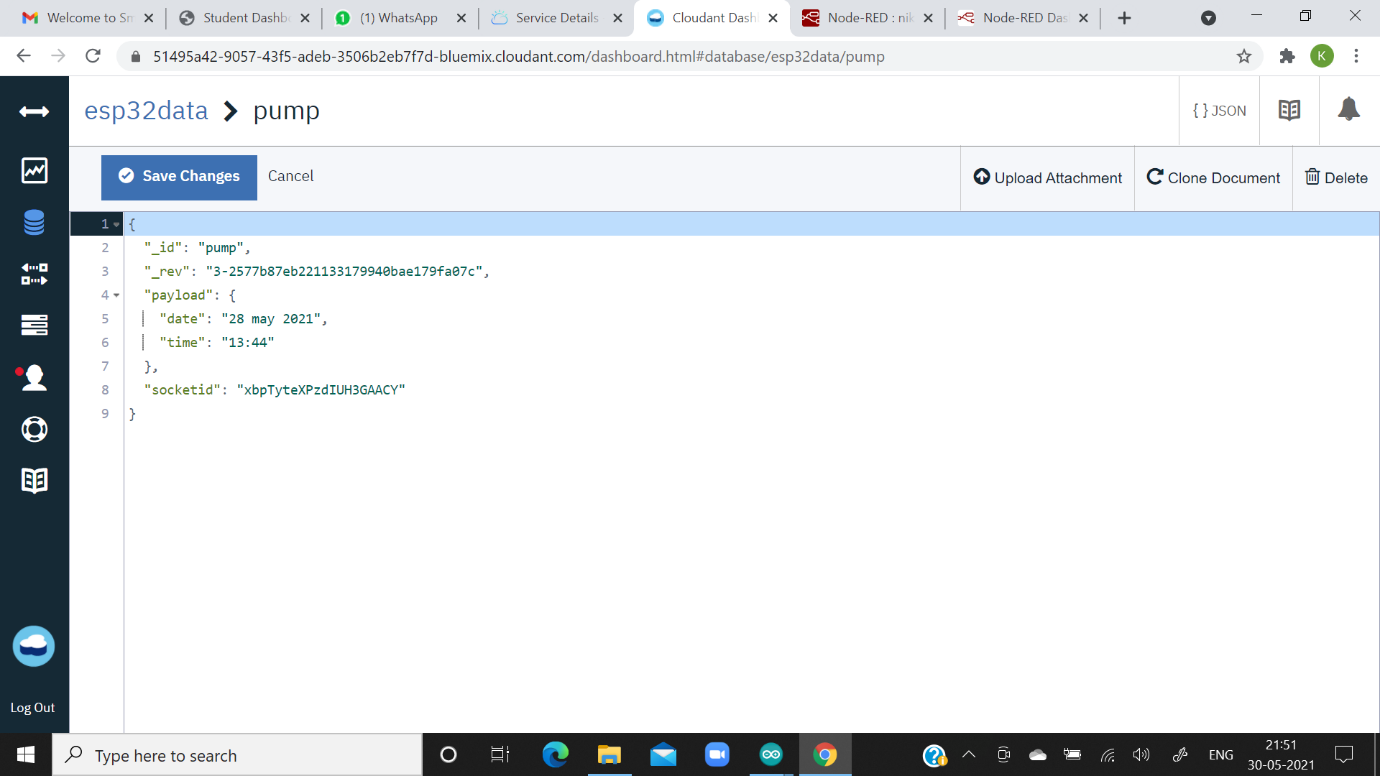 Welcome to Sm
Student Dashbo
1 (1) WhatsApp
Service Details
Cloudant Dash
Node-RED : nik
Node-RED Das
51495a42-9057-43f5-adeb-3506b2eb7f7d-bluemix.cloudant.com/dashboard.html#database/esp32data/pump
K
esp32data > pump
{ } JSON
Save Changes
Cancel
Upload Attachment
Clone Document
Delete
1 {
2 "_id": "pump",
3 "_rev": "3-2577b87eb221133179940bae179fa07c",
4 "payload": {
5 "date": "28 may 2021",
6 "time": "13:44"
7 },
8 "socketid": "xbpTyteXPzdIUH3GAACY"
9 }
Log Out
Type here to search
ENG
21:51
30-05-2021